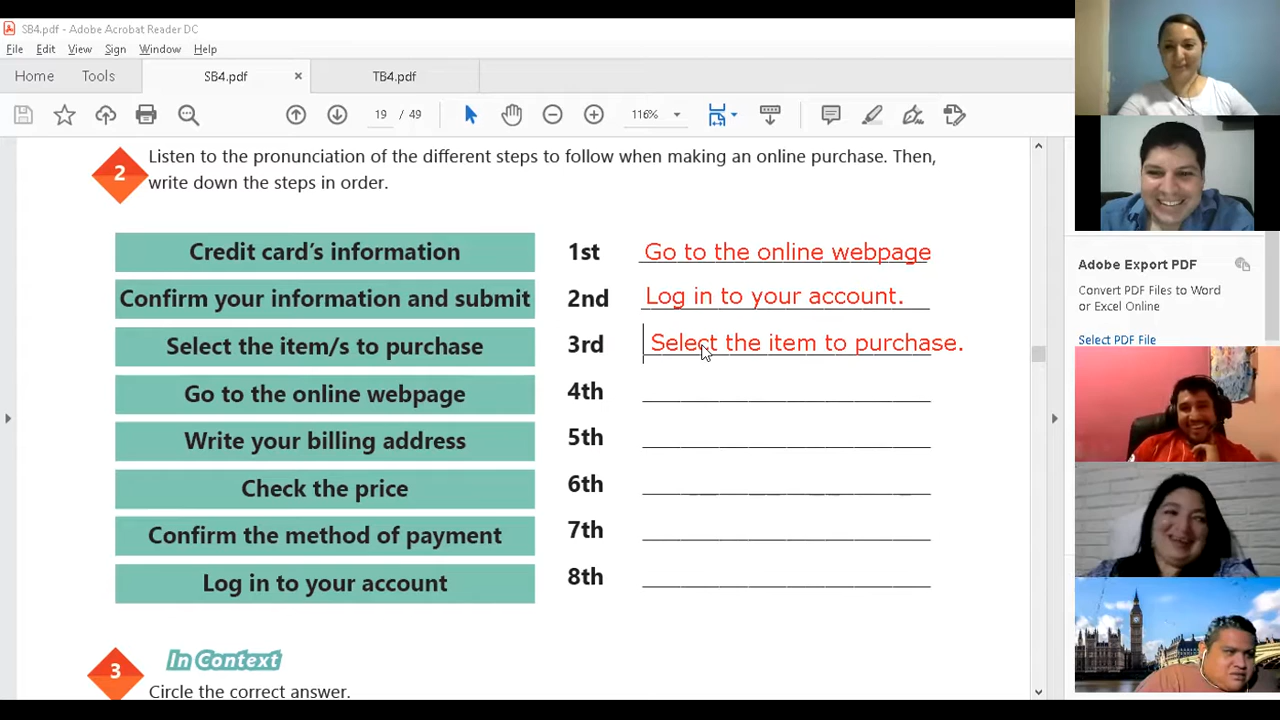 SB4.pdf - Adobe Acrobat Reader DC
File Edit View Sign Window Help
Home Tools SB4.pdf × TB4.pdf
19 / 49 116%
2 Listen to the pronunciation of the different steps to follow when making an online purchase. Then,
write down the steps in order.
Credit card's information 1st Go to the online webpage
Confirm your information and submit 2nd Log in to your account.
Select the item/s to purchase 3rd Select the item to purchase.
Go to the online webpage 4th
Write your billing address 5th
Check the price 6th
Confirm the method of payment 7th
Log in to your account 8th
3 In Context
Circle the correct answer.
Adobe Export PDF
Convert PDF Files to Word
or Excel Online
Select PDF File